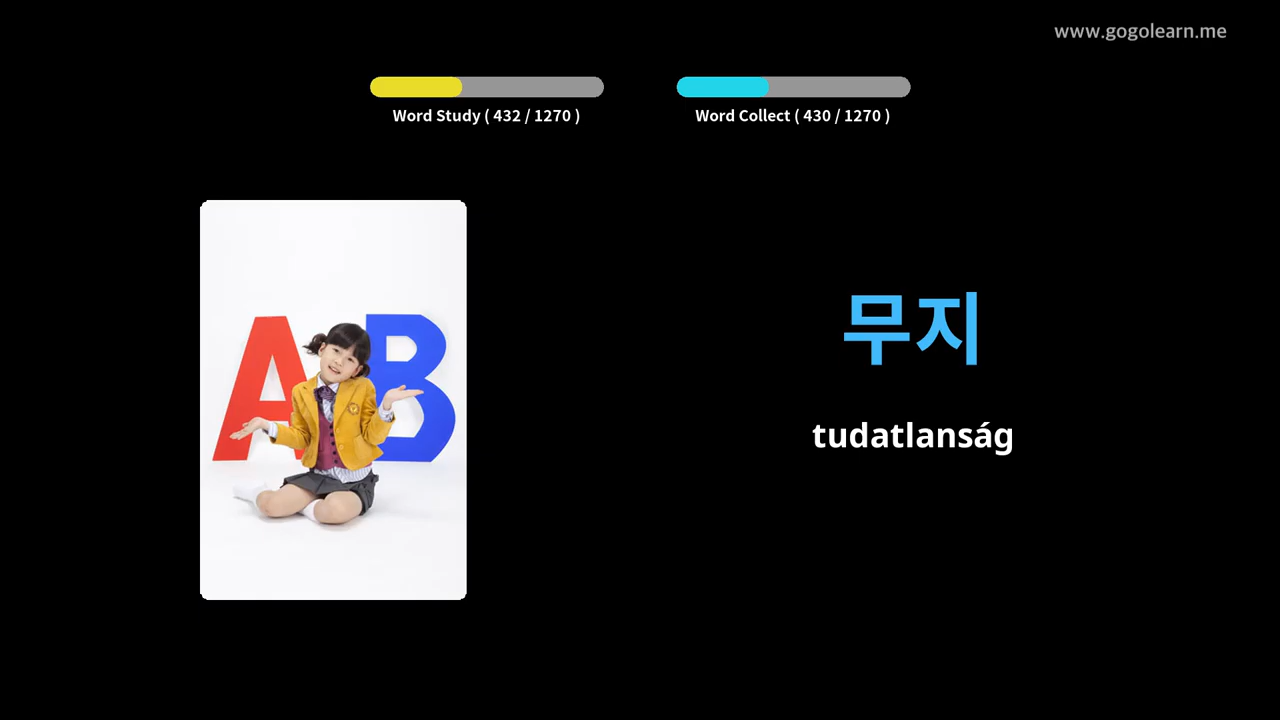 www.gogolearn.me
Word Study ( 432 / 1270 )
Word Collect ( 430 / 1270 )
A B
무지
tudatlanság